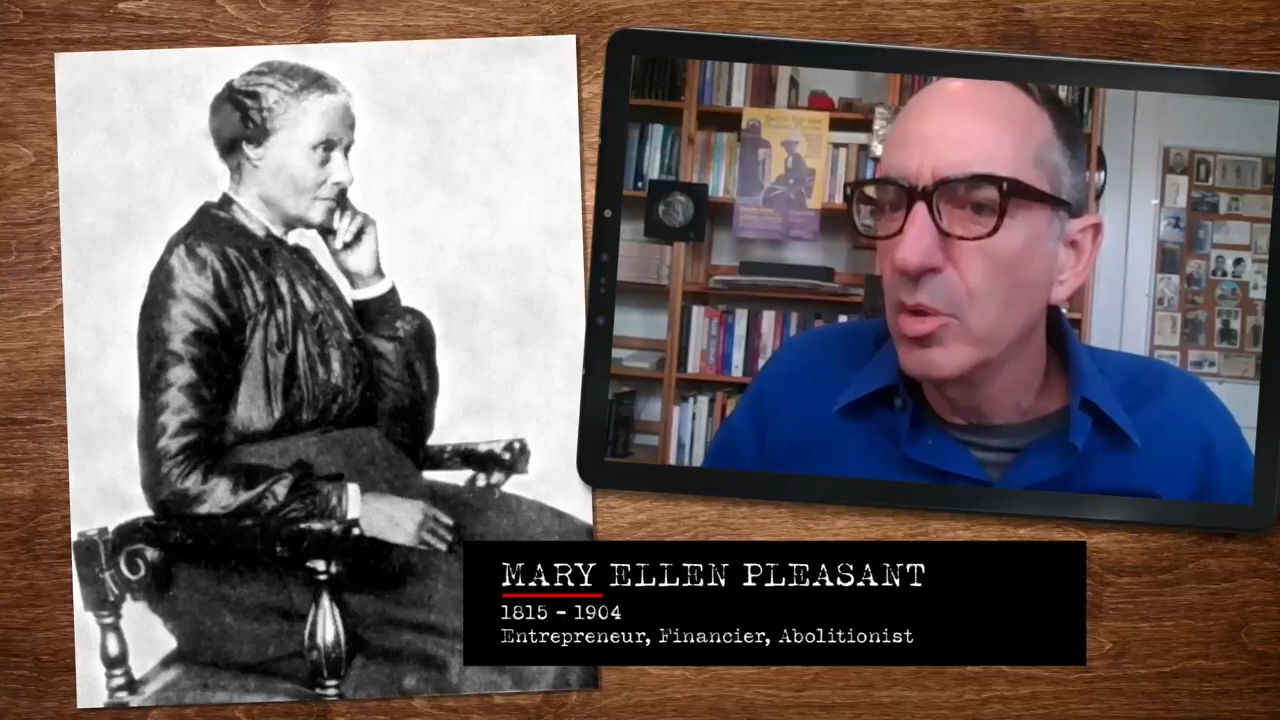 MARY ELLEN PLEASANT
1815 – 1904
Entrepreneur, Financier, Abolitionist